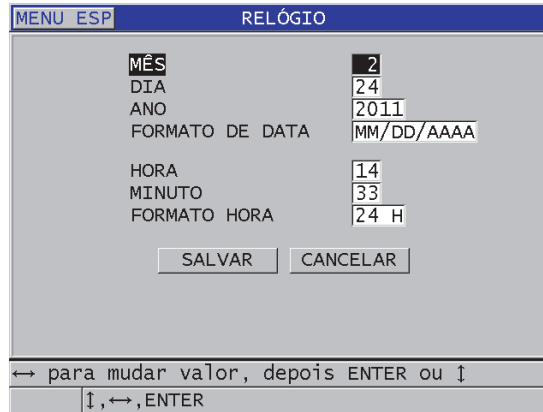 MENU ESP RELÓGIO
MÊS 2
DIA 24
ANO 2011
FORMATO DE DATA MM/DD/AAAA
HORA 14
MINUTO 33
FORMATO HORA 24 H
SALVAR CANCELAR
↔ para mudar valor, depois ENTER ou ↕
↕,↔,ENTER